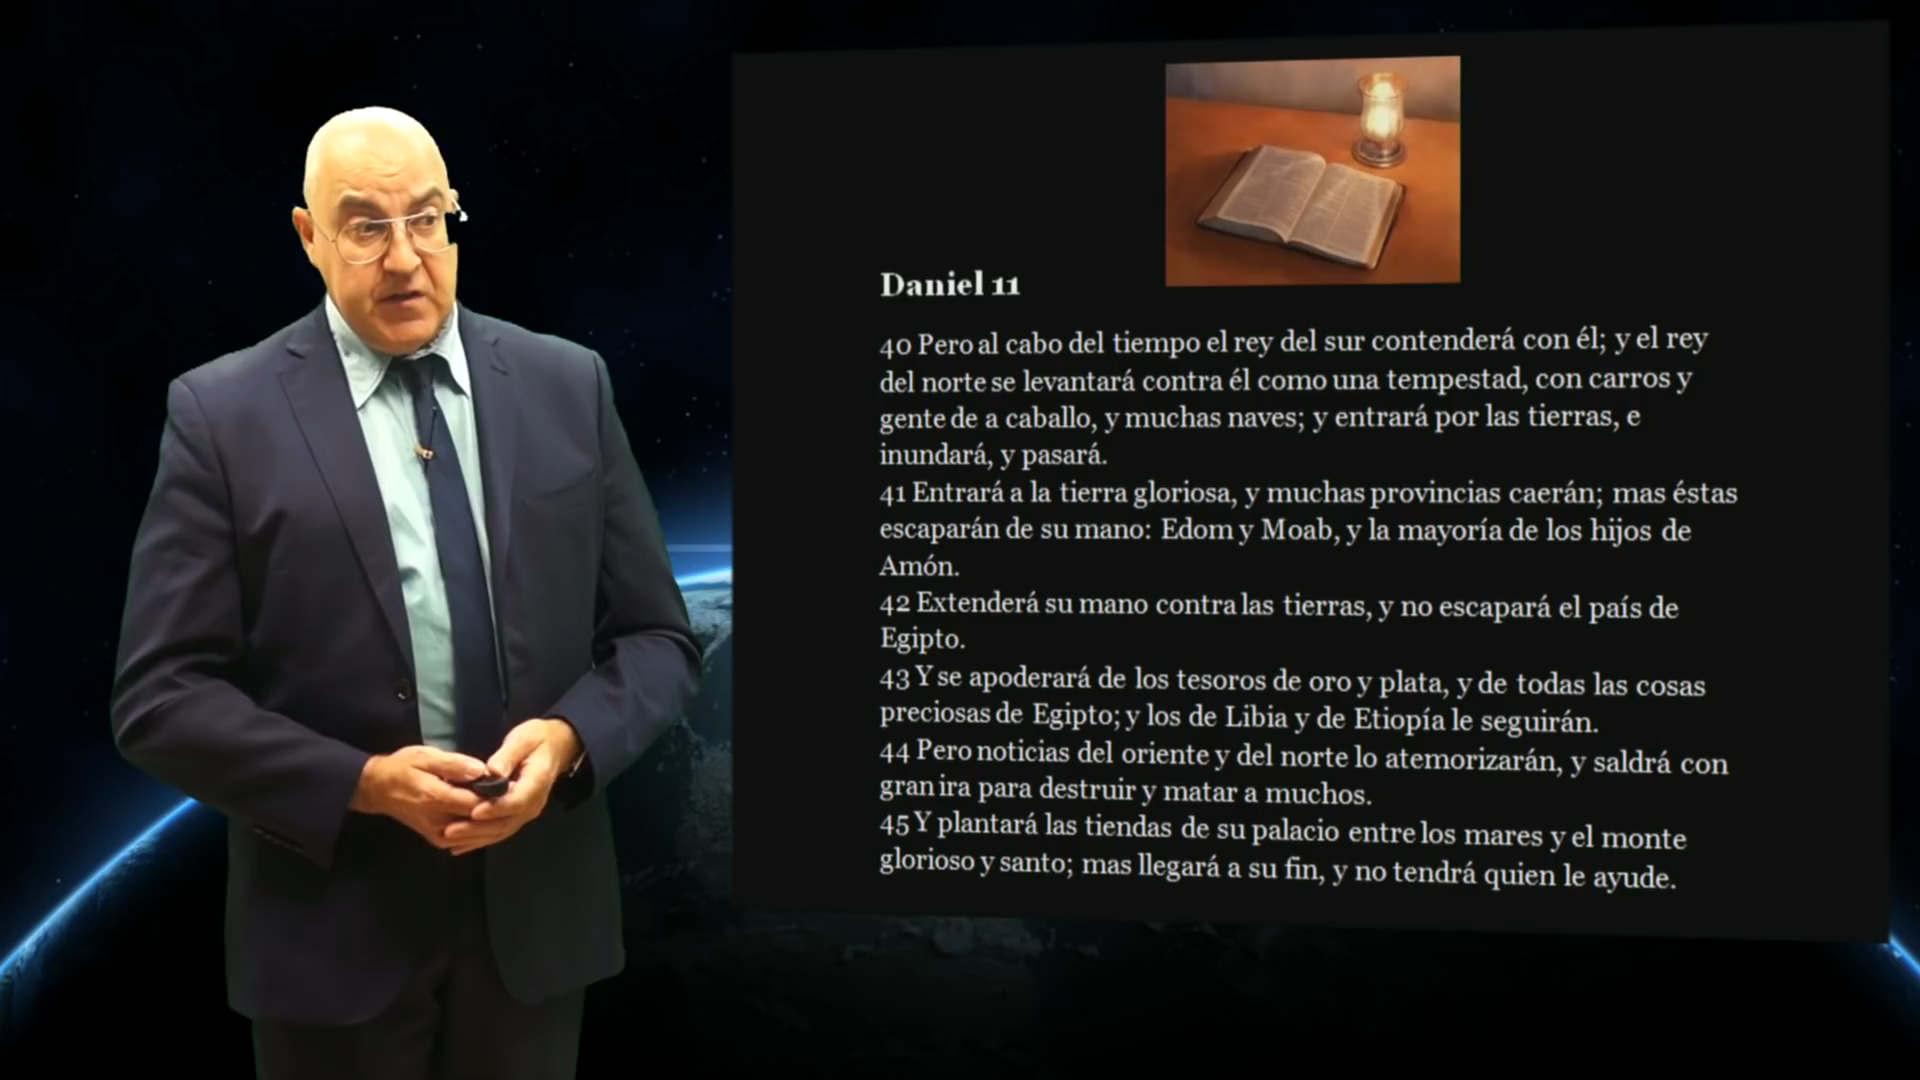 Daniel 11
40 Pero al cabo del tiempo el rey del sur contenderá con él; y el rey
del norte se levantará contra él como una tempestad, con carros y
gente de a caballo, y muchas naves; y entrará por las tierras, e
inundará, y pasará.
41 Entrará a la tierra gloriosa, y muchas provincias caerán; mas éstas
escaparán de su mano: Edom y Moab, y la mayoría de los hijos de
Amón.
42 Extenderá su mano contra las tierras, y no escapará el país de
Egipto.
43 Y se apoderará de los tesoros de oro y plata, y de todas las cosas
preciosas de Egipto; y los de Libia y de Etiopía le seguirán.
44 Pero noticias del oriente y del norte lo atemorizarán, y saldrá con
gran ira para destruir y matar a muchos.
45 Y plantará las tiendas de su palacio entre los mares y el monte
glorioso y santo; mas llegará a su fin, y no tendrá quien le ayude.